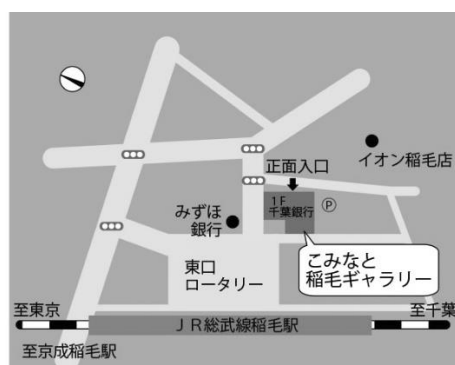 イオン稲毛店
正面入口
1F
千葉銀行
Ⓟ
みずほ
銀行
こみなと
稲毛ギャラリー
東口
ロータリー
至東京
至千葉
JR総武線稲毛駅
至京成稲毛駅